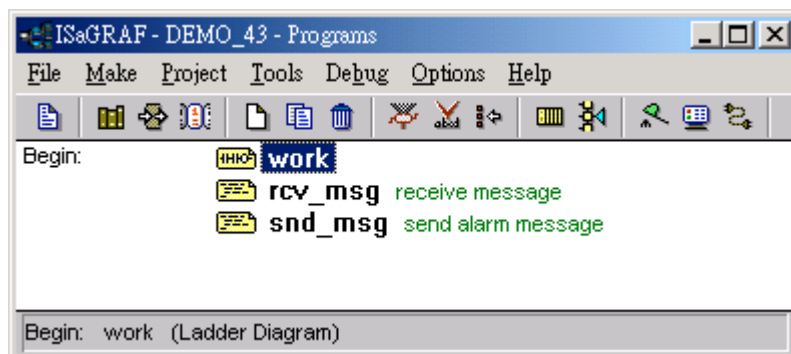 ISaGRAF - DEMO_43 - Programs
File Make Project Tools Debug Options Help
Begin: work
rcv_msg receive message
snd_msg send alarm message
Begin: work (Ladder Diagram)